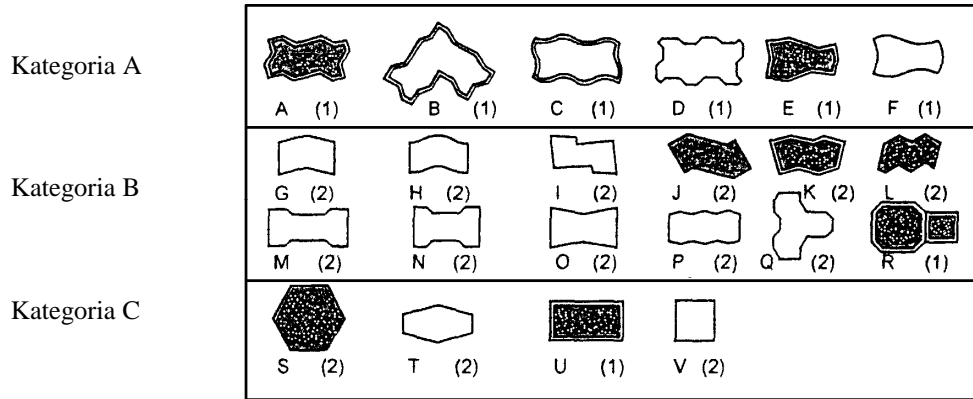 Kategoria A
A (1) B (1) C (1) D (1) E (1) F (1)
Kategoria B
G (2) H (2) I (2) J (2) K (2) L (2)
M (2) N (2) O (2) P (2) Q (2) R (1)
Kategoria C
S (2) T (2) U (1) V (2)